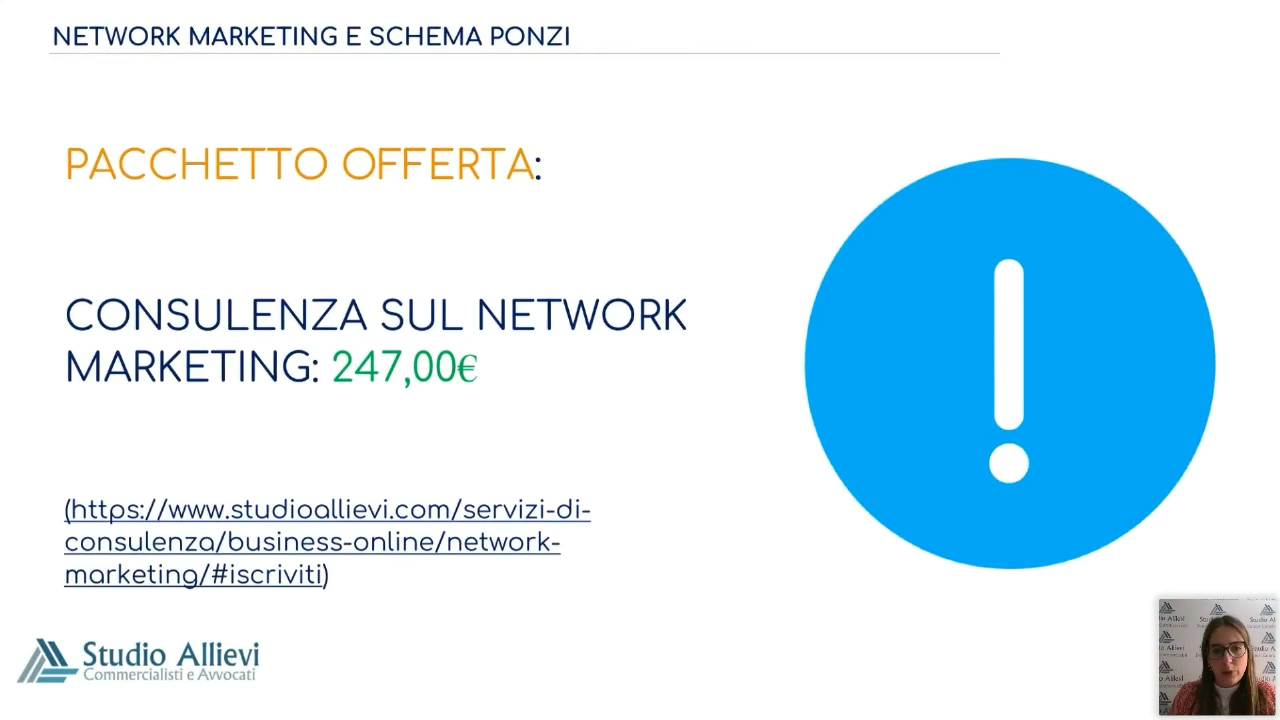 NETWORK MARKETING E SCHEMA PONZI
PACCHETTO OFFERTA:
CONSULENZA SUL NETWORK
MARKETING: 247,00€
(https://www.studioallievi.com/servizi-di-
consulenza/business-online/network-
marketing/#iscriviti)
Studio Allievi
Commercialisti e Avvocati